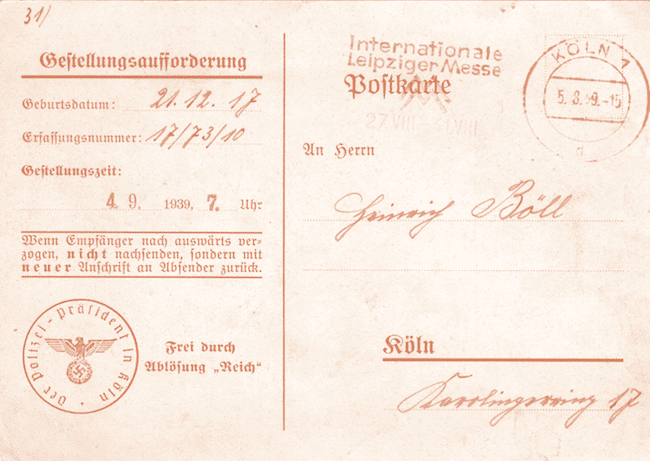 31)
Gestellungsaufforderung
Geburtsdatum: 21.12.17
Erfassungsnummer: 17/73/10
Gestellungszeit:
4. 9. 1939, 7. Uhr
Wenn Empfänger nach auswärts ver-
zogen, nicht nachsenden, sondern mit
neuer Anschrift an Absender zurück.
Der Polizei-Präsident in Köln
Frei durch
Ablösung „Reich“
Internationale
Leipziger Messe
27.VIII.-31.VIII.
Postkarte
KÖLN 1
5.8.39.-15
An Herrn
Heinrich Böll
Köln
Karolingerring 17